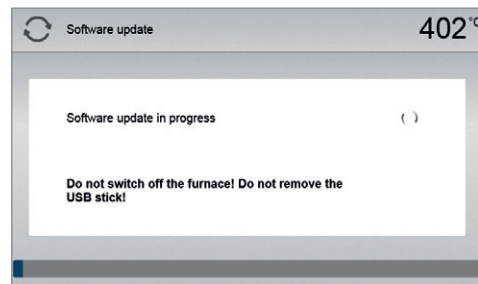 Software update
402°C
Software update in progress
Do not switch off the furnace! Do not remove the
USB stick!